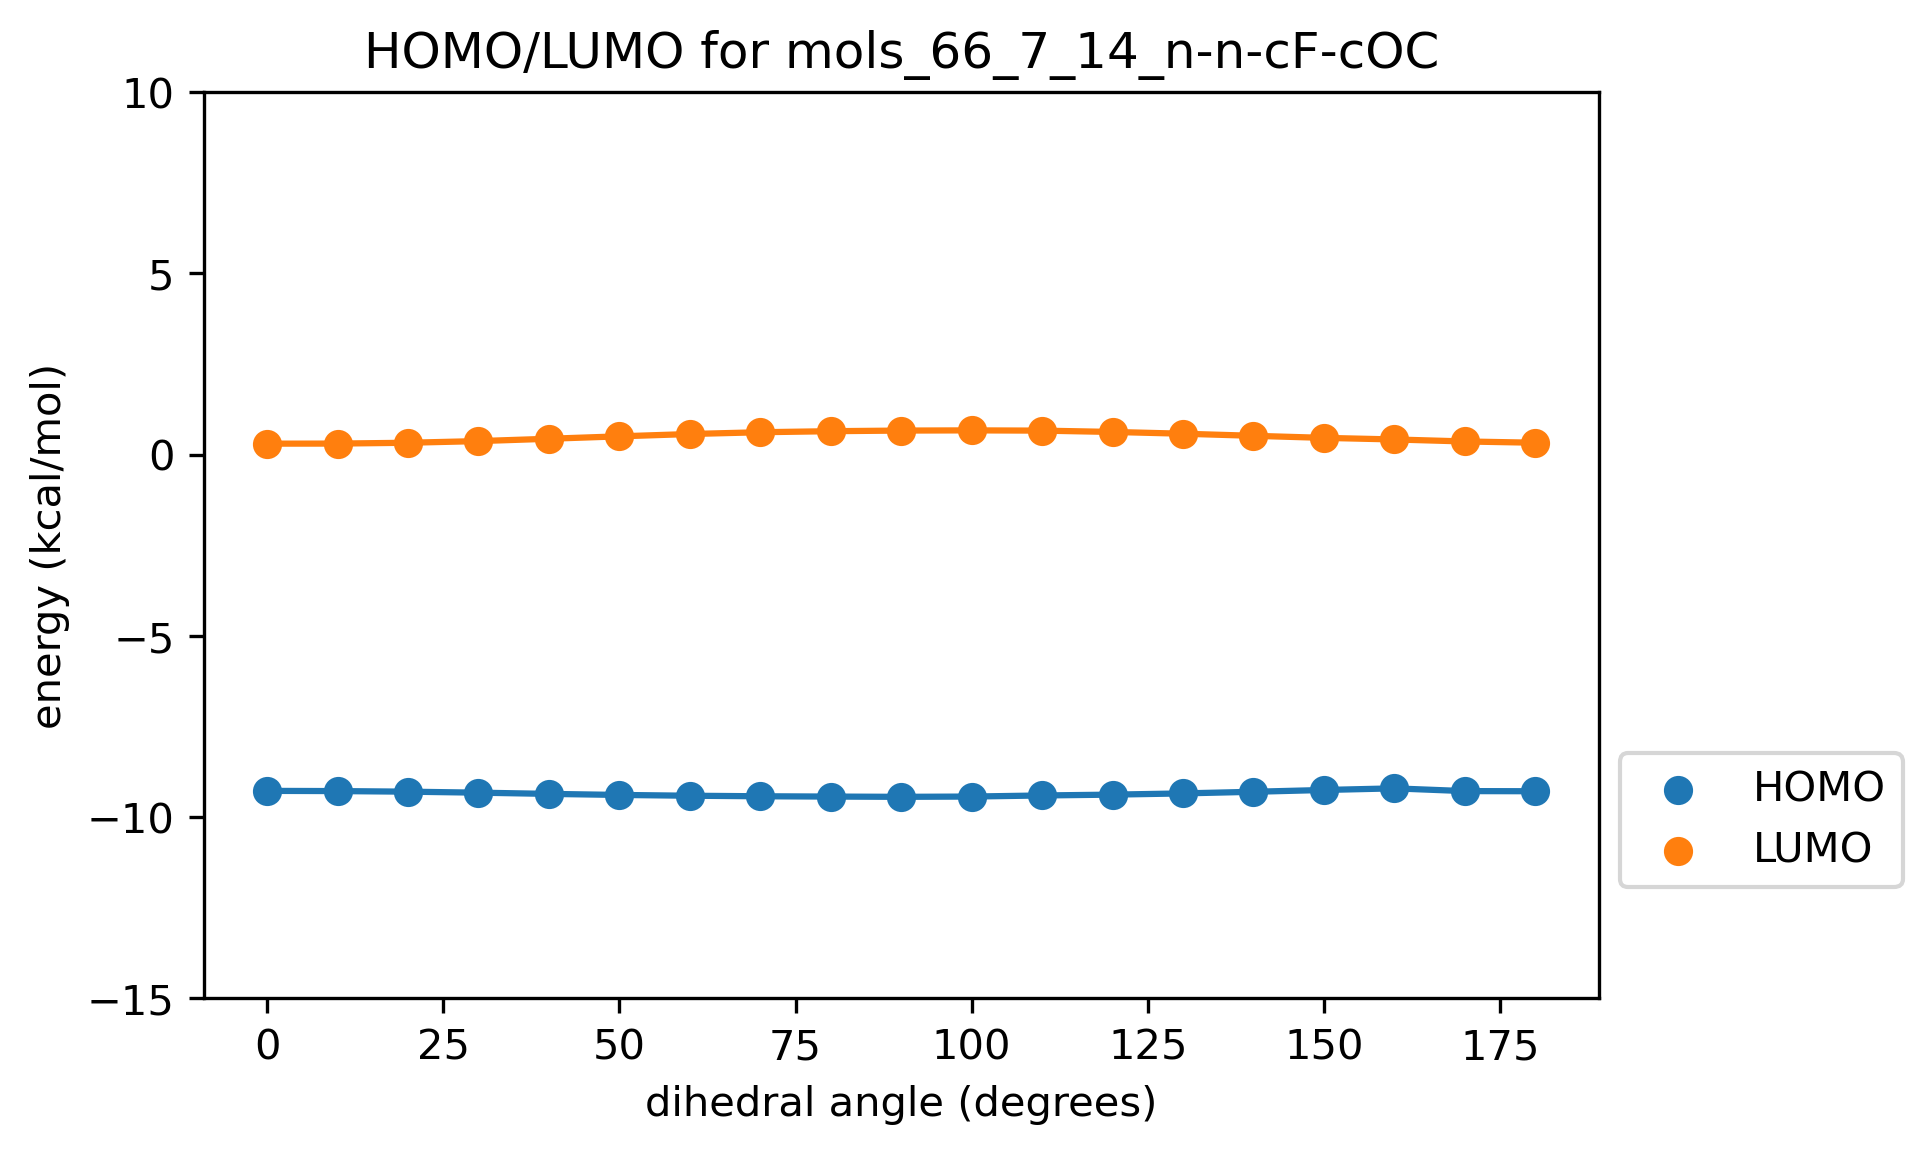 HOMO/LUMO for mols_66_7_14_n-n-cF-cOC
10
5
0
−5
−10
−15
energy (kcal/mol)
0 25 50 75 100 125 150 175
dihedral angle (degrees)
HOMO
LUMO